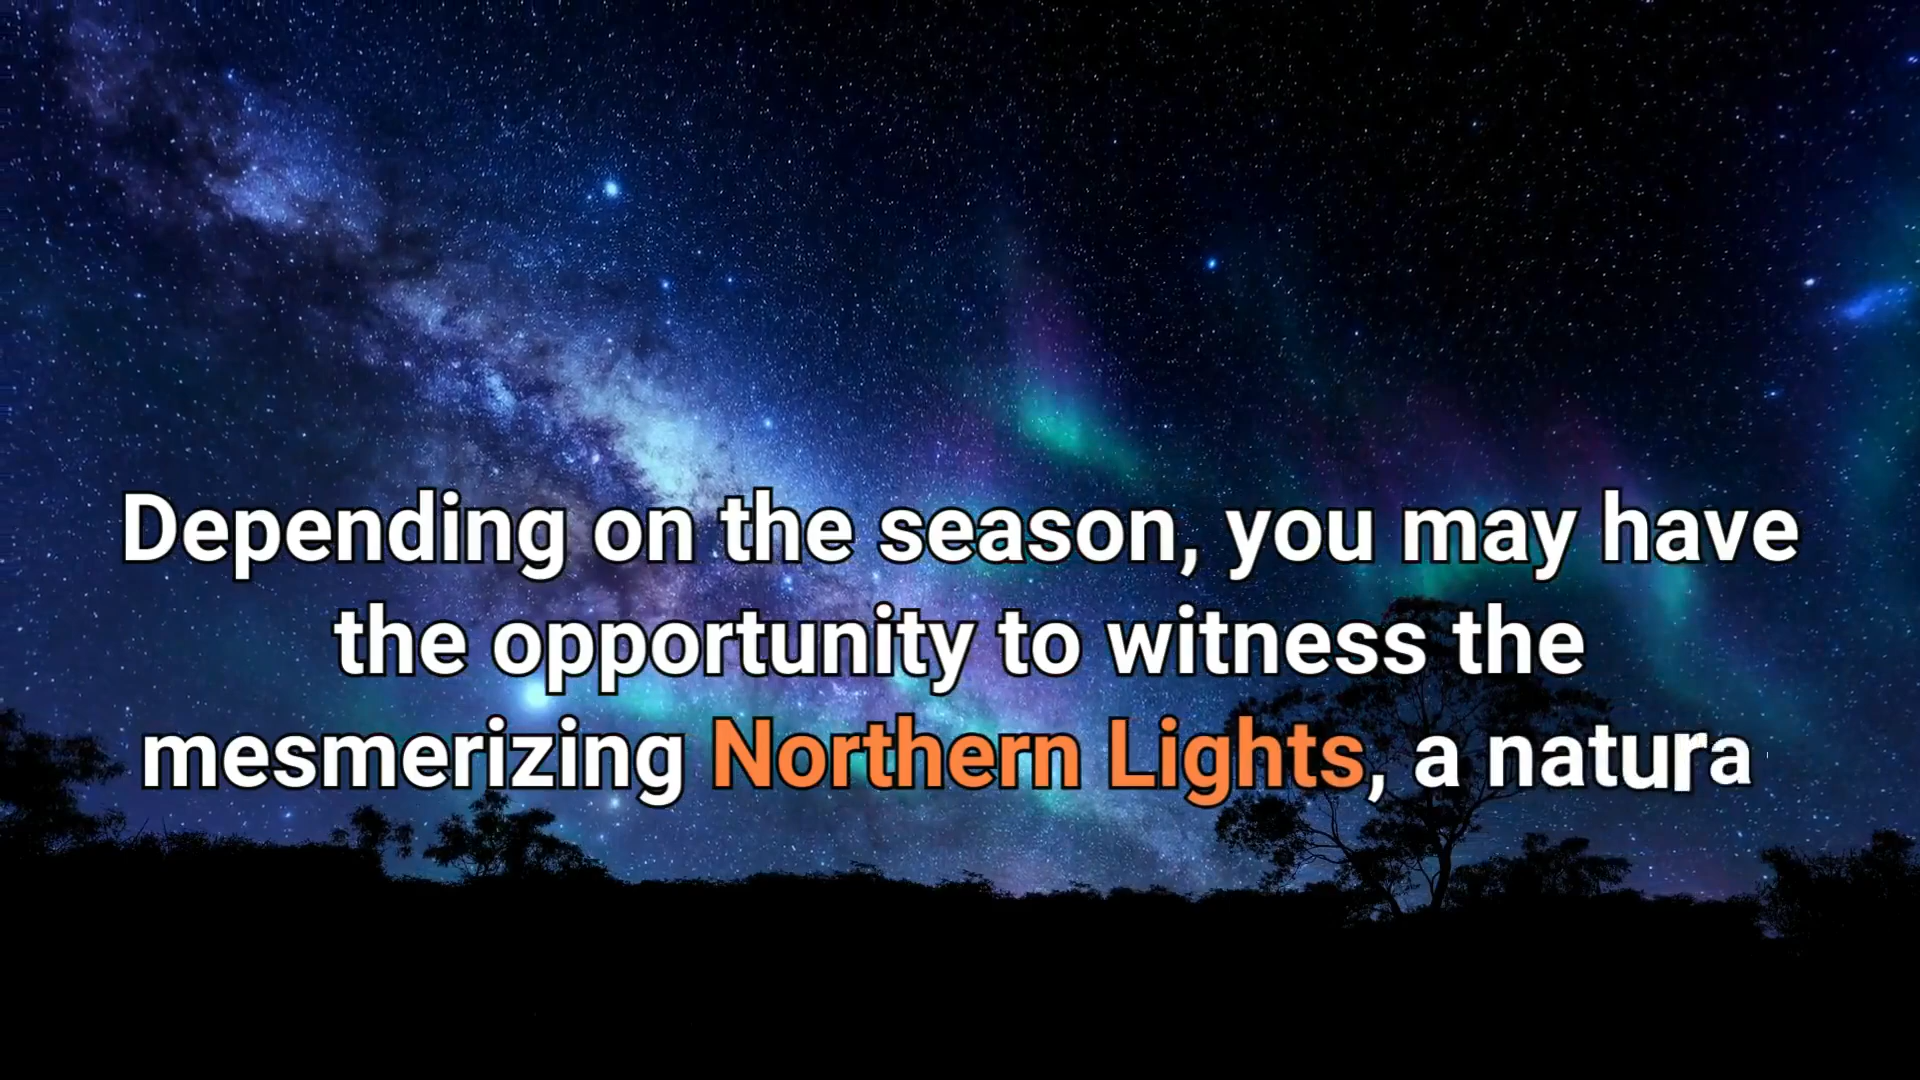 Depending on the season, you may have
the opportunity to witness the
mesmerizing Northern Lights, a natura